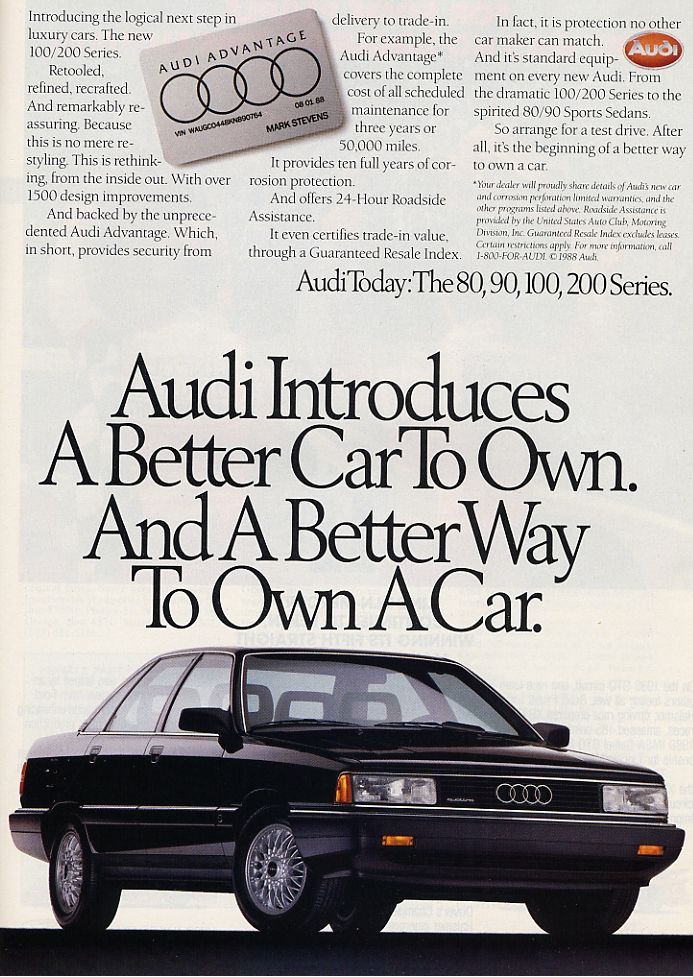 Introducing the logical next step in
luxury cars. The new
100/200 Series.
Retooled,
refined, recrafted.
And remarkably re-
assuring. Because
this is no mere re-
styling. This is rethink-
ing, from the inside out. With over
1500 design improvements.
And backed by the unprece-
dented Audi Advantage. Which,
in short, provides security from
AUDI ADVANTAGE
08 01 88
MARK STEVENS
delivery to trade-in.
For example, the
Audi Advantage*
covers the complete
cost of all scheduled
maintenance for
three years or
50,000 miles.
It provides ten full years of cor-
rosion protection.
And offers 24-Hour Roadside
Assistance.
It even certifies trade-in value,
through a Guaranteed Resale Index.
In fact, it is protection no other
car maker can match.
And it's standard equip-
ment on every new Audi. From
the dramatic 100/200 Series to the
spirited 80/90 Sports Sedans.
So arrange for a test drive. After
all, it's the beginning of a better way
to own a car.
Audi
*Your dealer will proudly share details of Audi's new car
and corrosion perforation limited warranties, and the
other programs listed above. Roadside Assistance is
provided by the United States Auto Club, Motoring
Division, Inc. Guaranteed Resale Index excludes leases.
Certain restrictions apply. For more information, call
1-800-FOR-AUDI. © 1988 Audi.
Audi Today: The 80, 90, 100, 200 Series.
Audi Introduces
A Better Car To Own.
And A Better Way
To Own A Car.